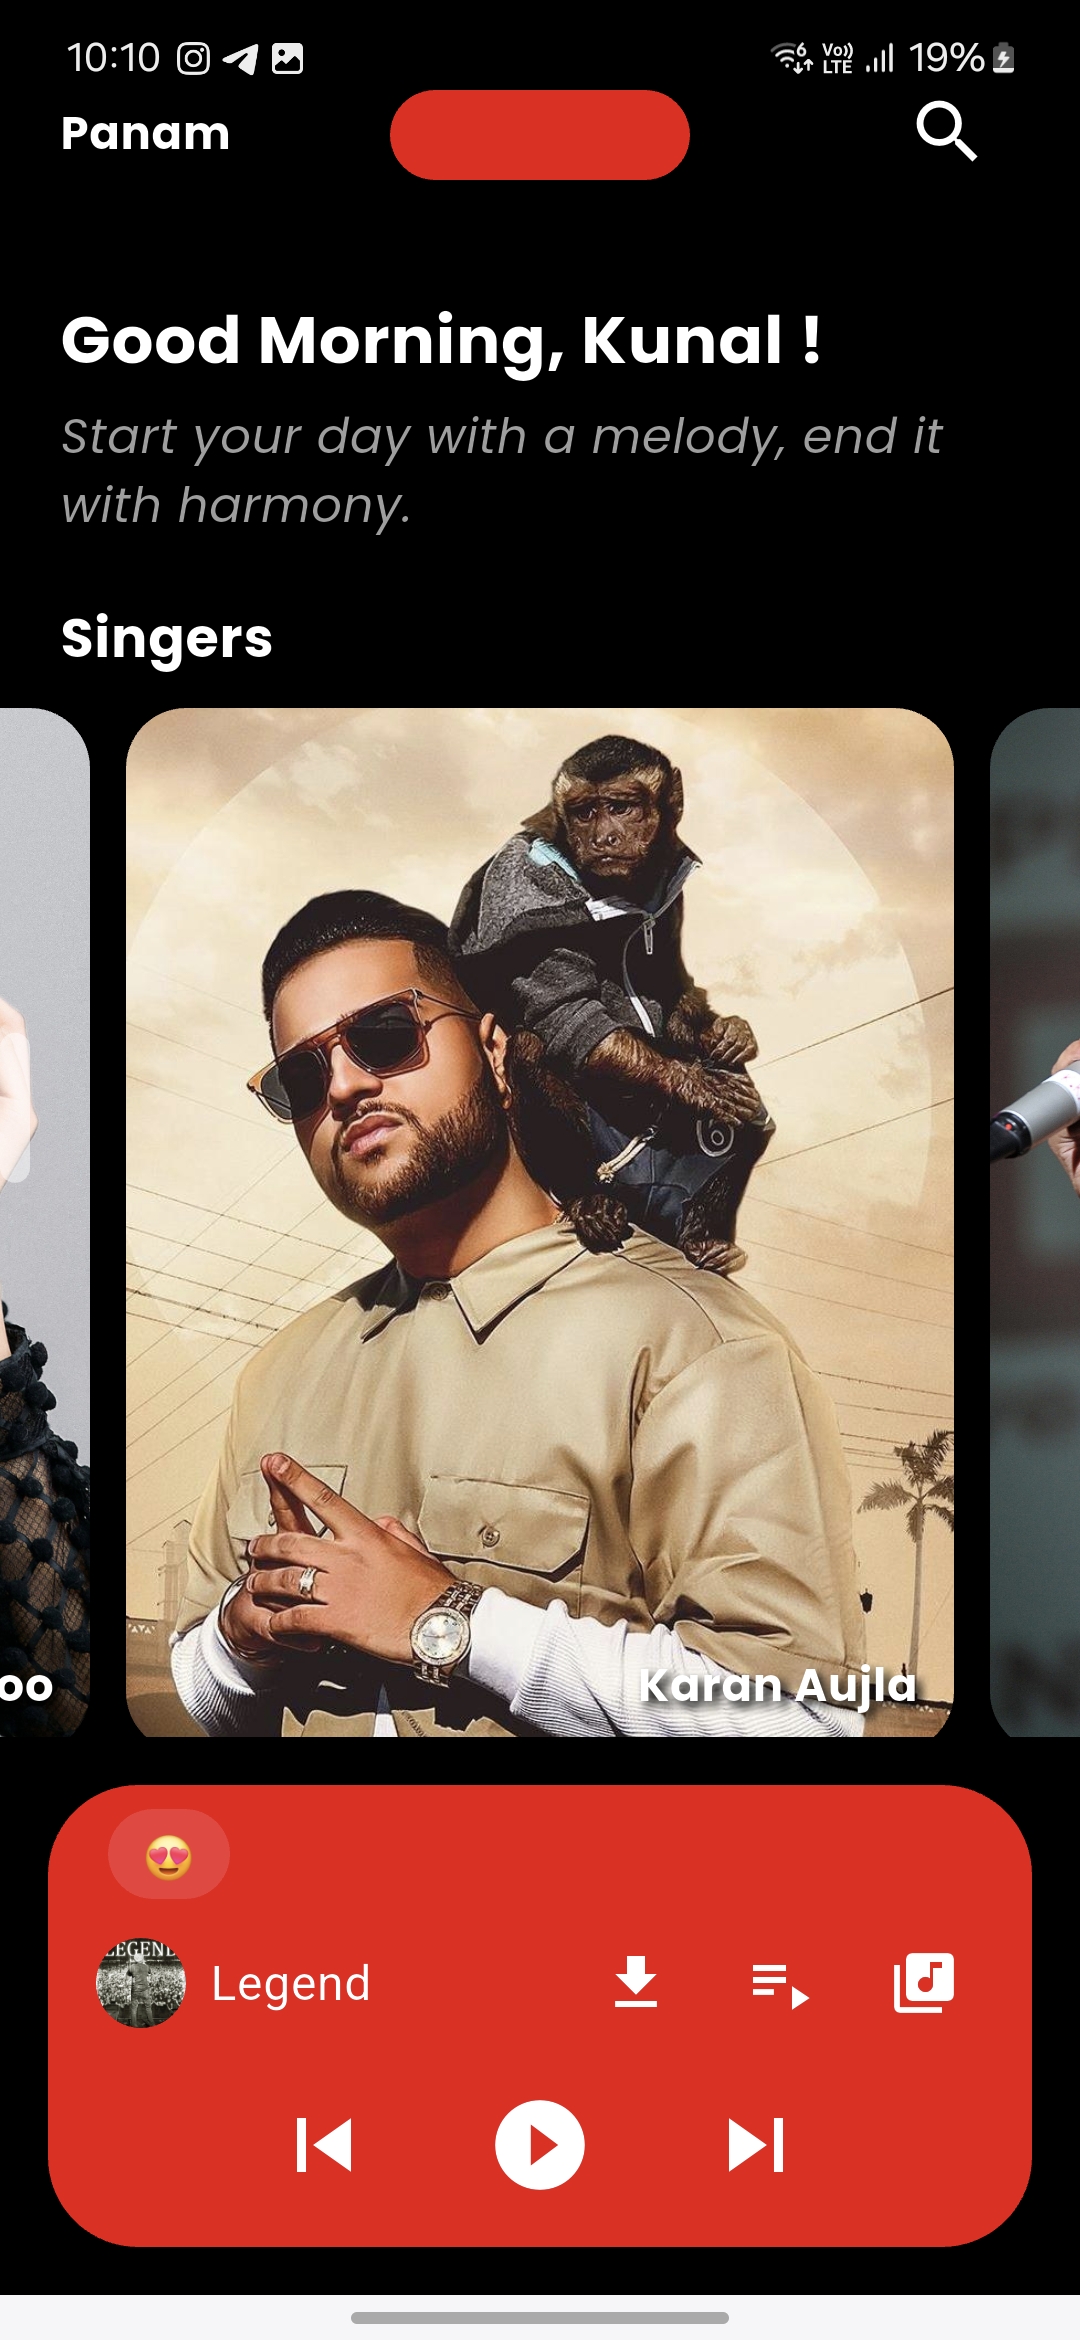 10:10
Vo)) LTE
19%
Panam
Good Morning, Kunal !
Start your day with a melody, end it
with harmony.
Singers
oo
Karan Aujla
LEGEND
Legend